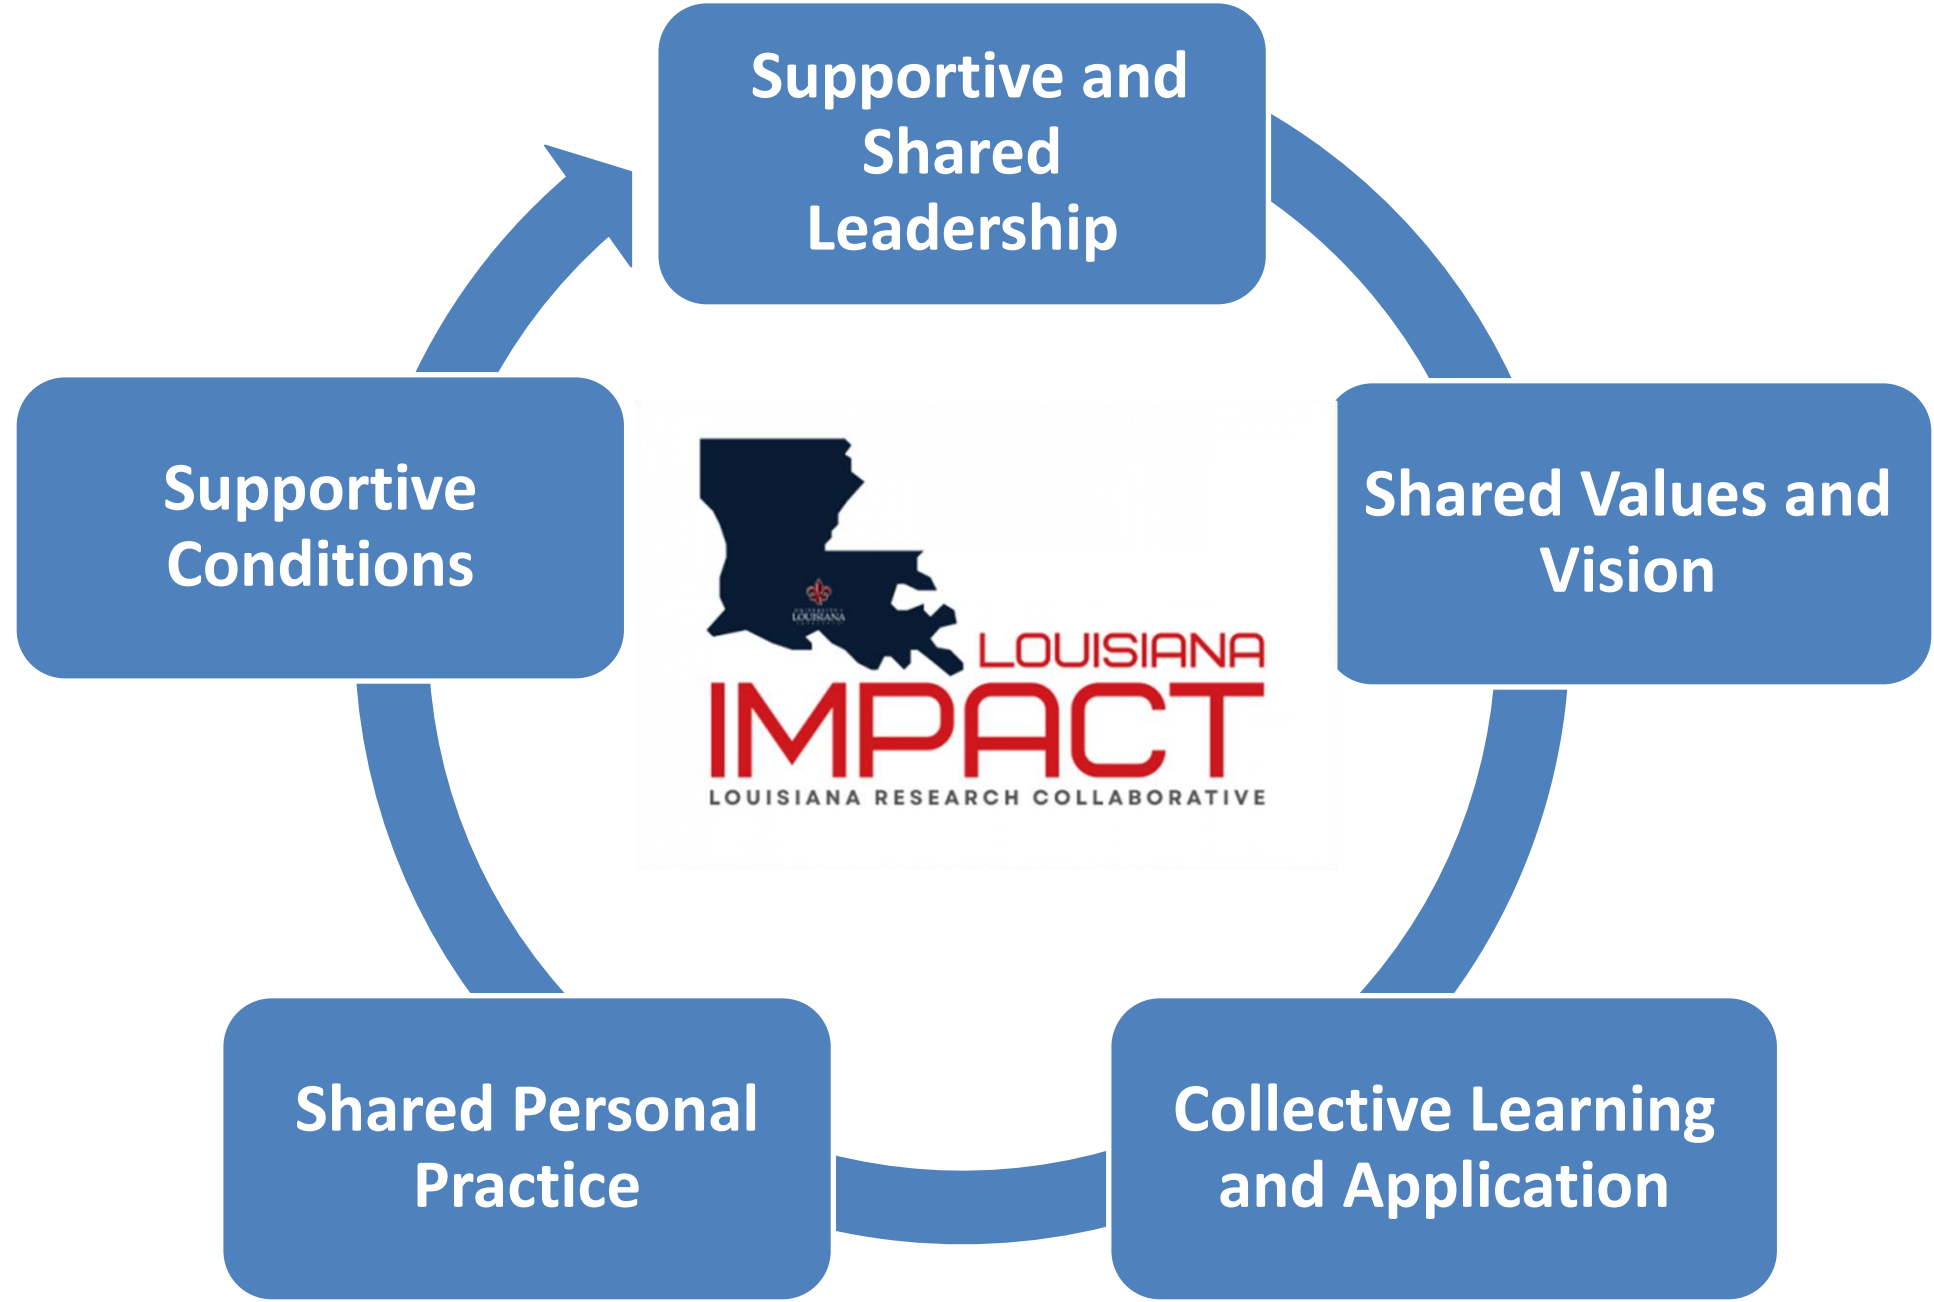 Supportive and
Shared
Leadership
Shared Values and
Vision
Collective Learning
and Application
Shared Personal
Practice
Supportive
Conditions
LOUISIANA
LOUISIANA
IMPACT
LOUISIANA RESEARCH COLLABORATIVE